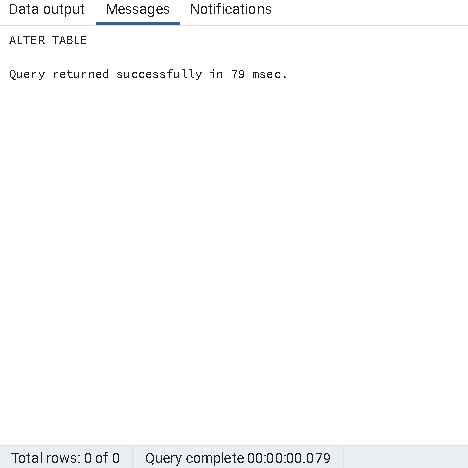 Data output Messages Notifications
ALTER TABLE
Query returned successfully in 79 msec.
Total rows: 0 of 0 Query complete 00:00:00.079